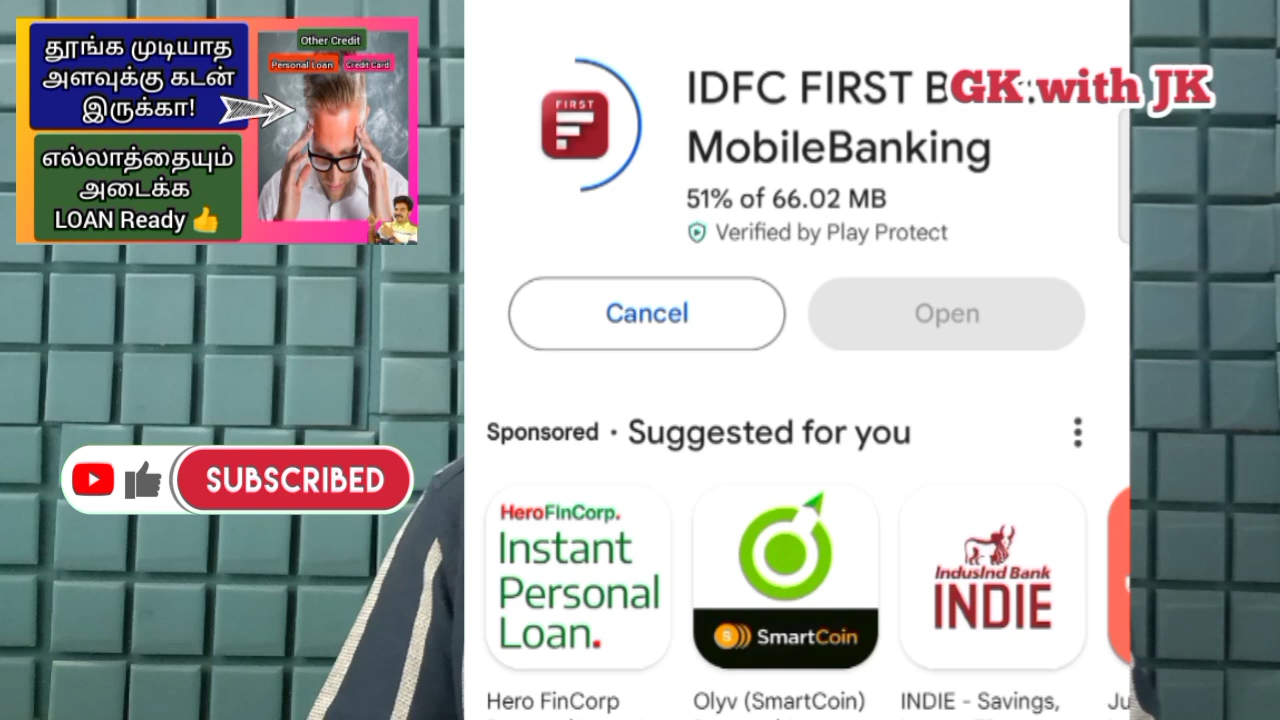 தூங்க முடியாத
அளவுக்கு கடன்
இருக்கா!
எல்லாத்தையும்
அடைக்க
LOAN Ready 👍
Other Credit
Personal Loan
Credit Card
SUBSCRIBED
FIRST
IDFC FIRST B
GK with JK
MobileBanking
51% of 66.02 MB
Verified by Play Protect
Cancel
Open
Sponsored · Suggested for you
HeroFinCorp.
Instant
Personal
Loan.
SmartCoin
IndusInd Bank
INDIE
Hero FinCorp
Olyv (SmartCoin)
INDIE - Savings,
Ju